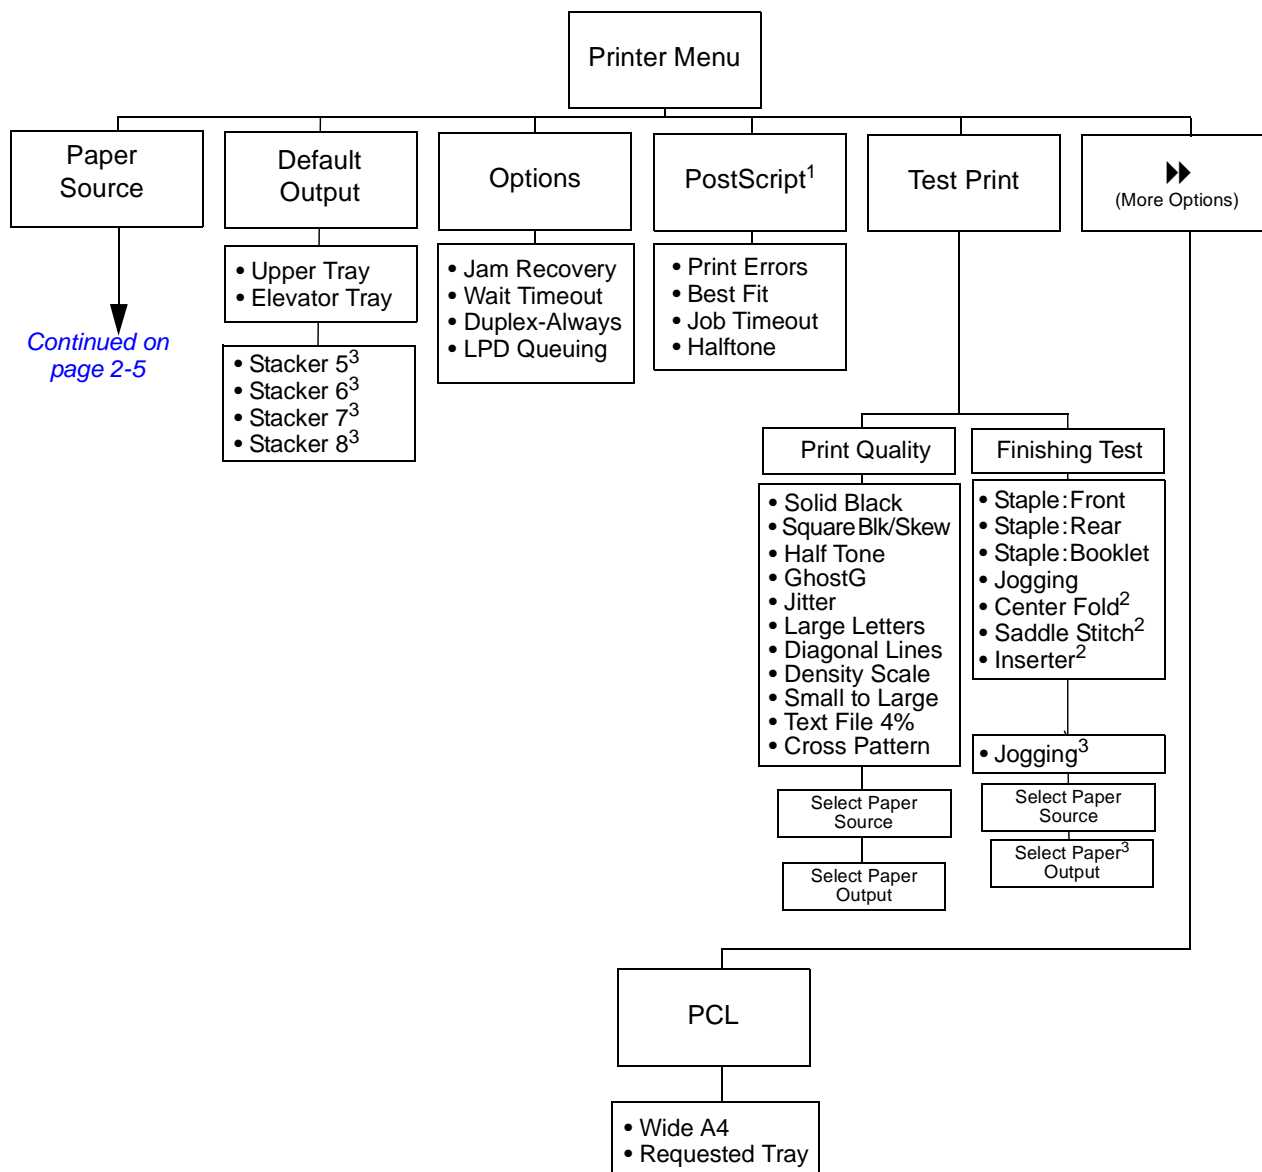 Printer Menu
Paper
Source
Default
Output
Options
PostScript¹
Test Print
(More Options)
Continued on
page 2-5
• Upper Tray
• Elevator Tray
• Stacker 5³
• Stacker 6³
• Stacker 7³
• Stacker 8³
• Jam Recovery
• Wait Timeout
• Duplex-Always
• LPD Queuing
• Print Errors
• Best Fit
• Job Timeout
• Halftone
Print Quality
• Solid Black
• Square Blk/Skew
• Half Tone
• GhostG
• Jitter
• Large Letters
• Diagonal Lines
• Density Scale
• Small to Large
• Text File 4%
• Cross Pattern
Select Paper
Source
Select Paper
Output
Finishing Test
• Staple:Front
• Staple:Rear
• Staple:Booklet
• Jogging
• Center Fold²
• Saddle Stitch²
• Inserter²
• Jogging³
Select Paper
Source
Select Paper³
Output
PCL
• Wide A4
• Requested Tray